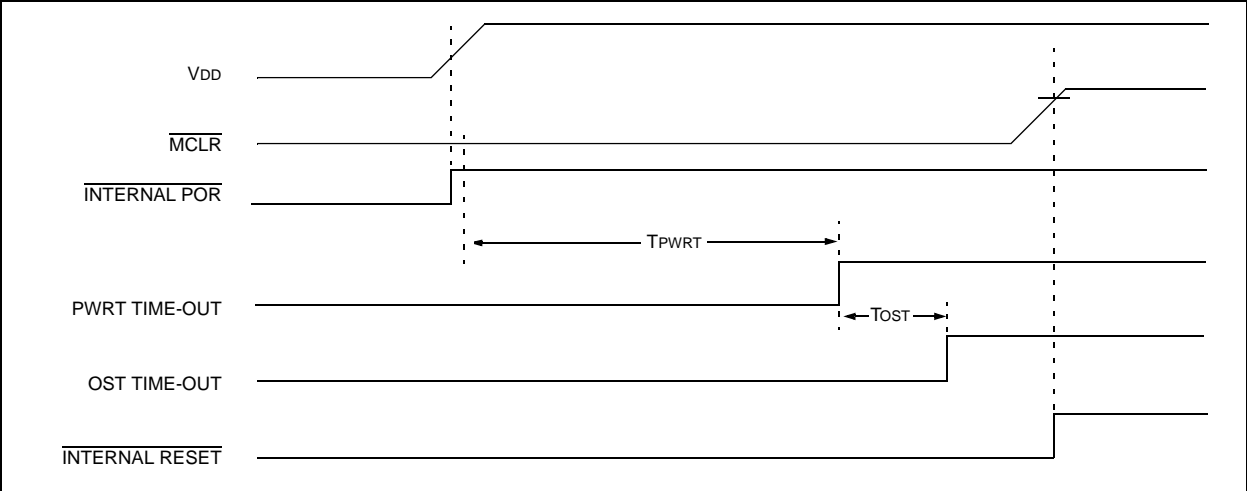 VDD
MCLR
INTERNAL POR
TPWRT
PWRT TIME-OUT
TOST
OST TIME-OUT
INTERNAL RESET